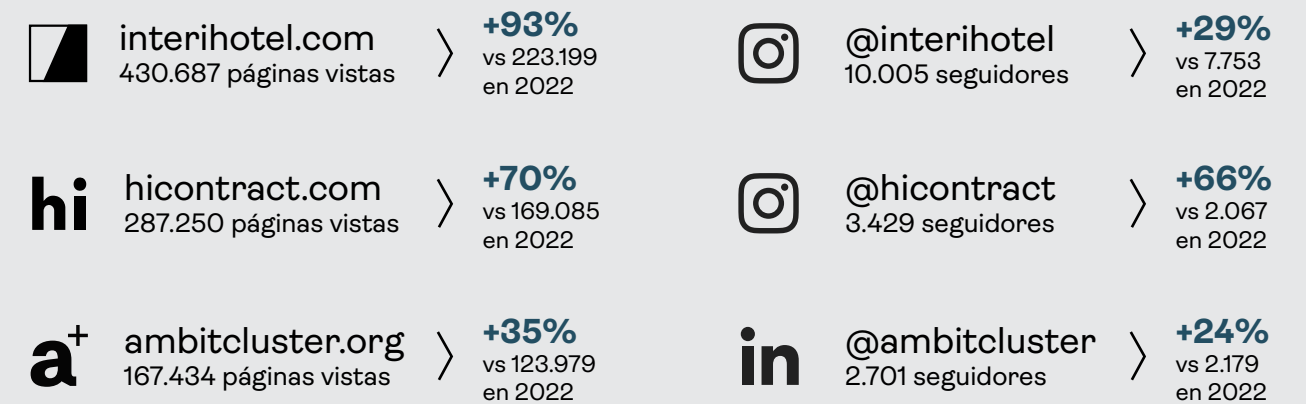 interihotel.com
430.687 páginas vistas
+93%
vs 223.199
en 2022
@interihotel
10.005 seguidores
+29%
vs 7.753
en 2022
hi
hicontract.com
287.250 páginas vistas
+70%
vs 169.085
en 2022
@hicontract
3.429 seguidores
+66%
vs 2.067
en 2022
a+
ambitcluster.org
167.434 páginas vistas
+35%
vs 123.979
en 2022
in
@ambitcluster
2.701 seguidores
+24%
vs 2.179
en 2022